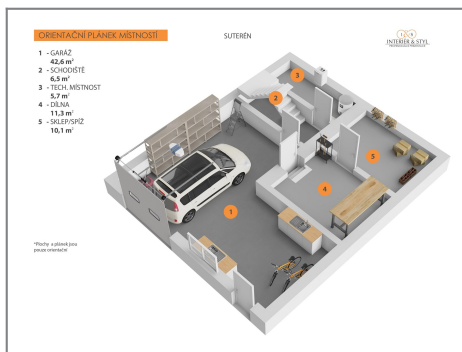 ORIENTAČNÍ PLÁNEK MÍSTNOSTÍ
SUTERÉN
INTERIER & STYL
1 - GARÁŽ
42,6 m²
2 - SCHODIŠTĚ
6,5 m²
3 - TECH. MÍSTNOST
5,7 m²
4 - DÍLNA
11,3 m²
5 - SKLEP/SPÍŽ
10,1 m²
3
2
5
4
1
*Plochy a plánek jsou
pouze orientační